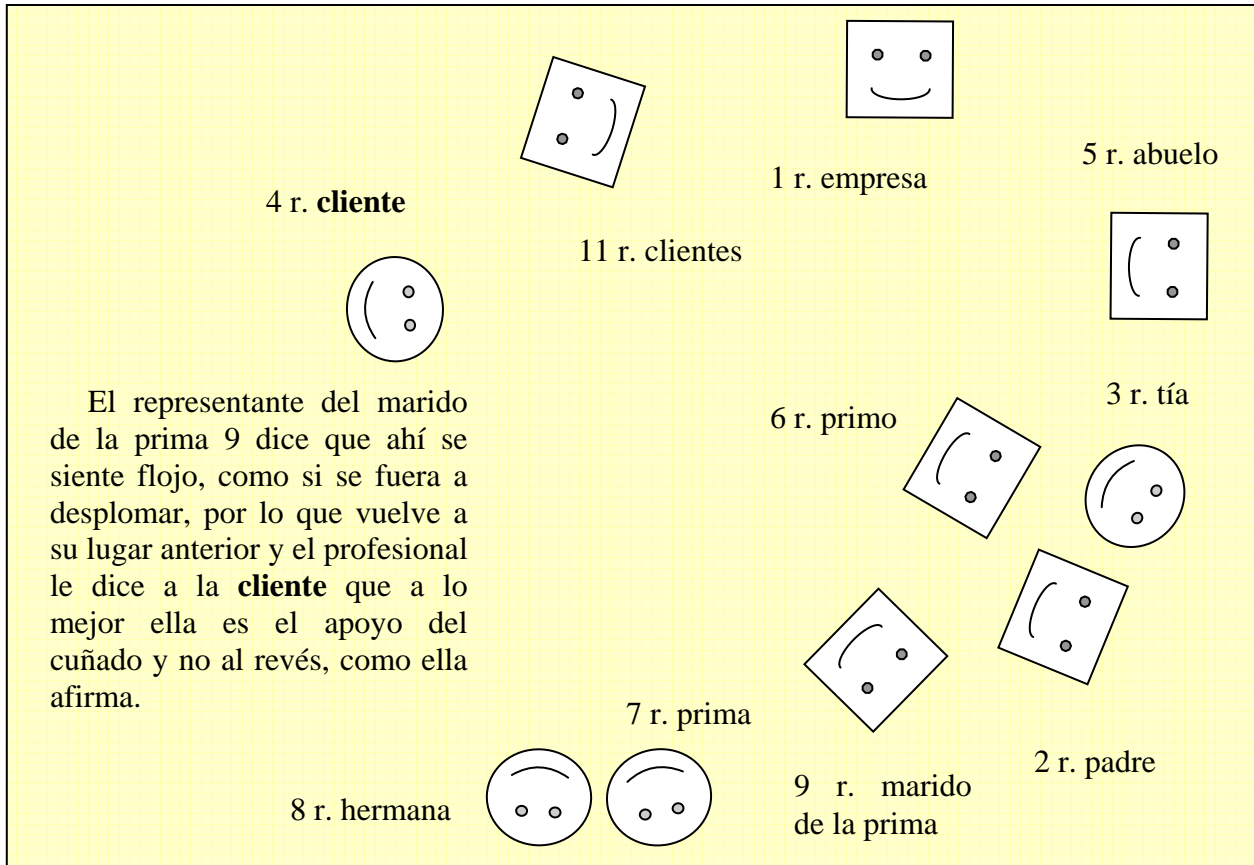 5 r. abuelo
1 r. empresa
4 r. cliente
11 r. clientes
El representante del marido
de la prima 9 dice que ahí se
siente flojo, como si se fuera a
desplomar, por lo que vuelve a
su lugar anterior y el profesional
le dice a la cliente que a lo
mejor ella es el apoyo del
cuñado y no al revés, como ella
afirma.
3 r. tía
6 r. primo
7 r. prima
2 r. padre
9 r. marido
de la prima
8 r. hermana